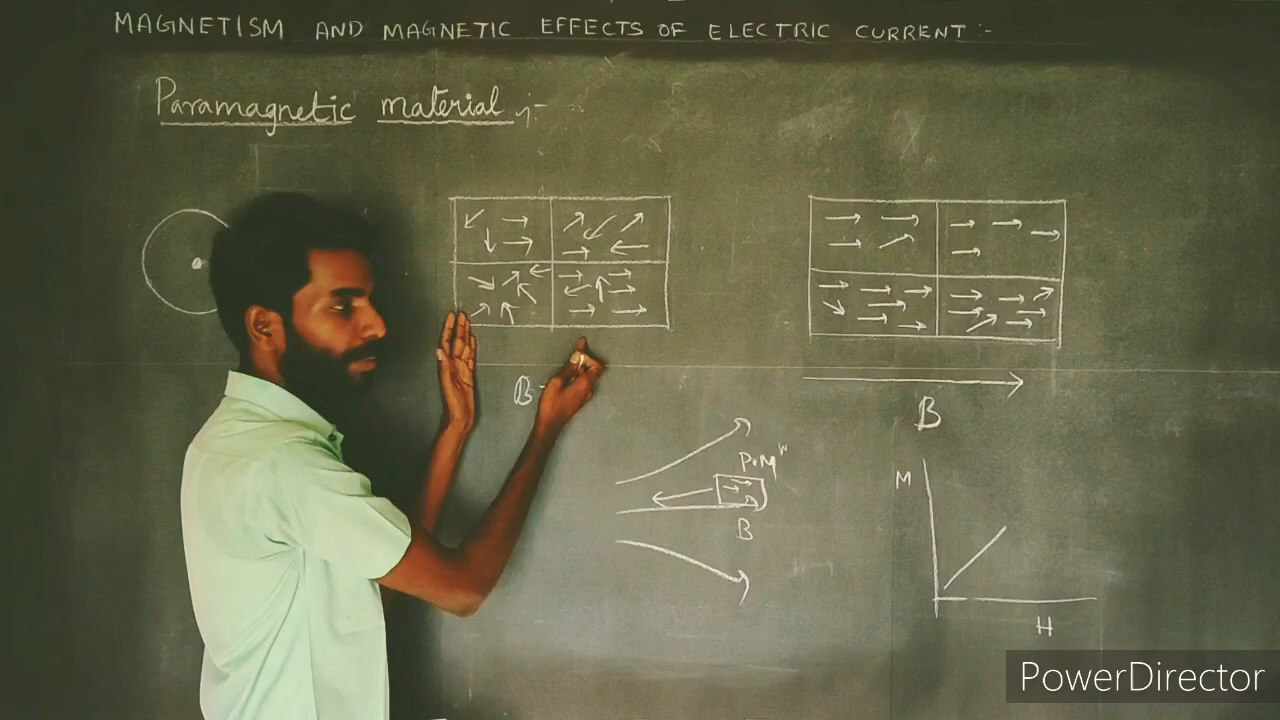 MAGNETISM AND MAGNETIC EFFECTS OF ELECTRIC CURRENT:-
Paramagnetic material:-
B
B
P.M
B
M
H
PowerDirector